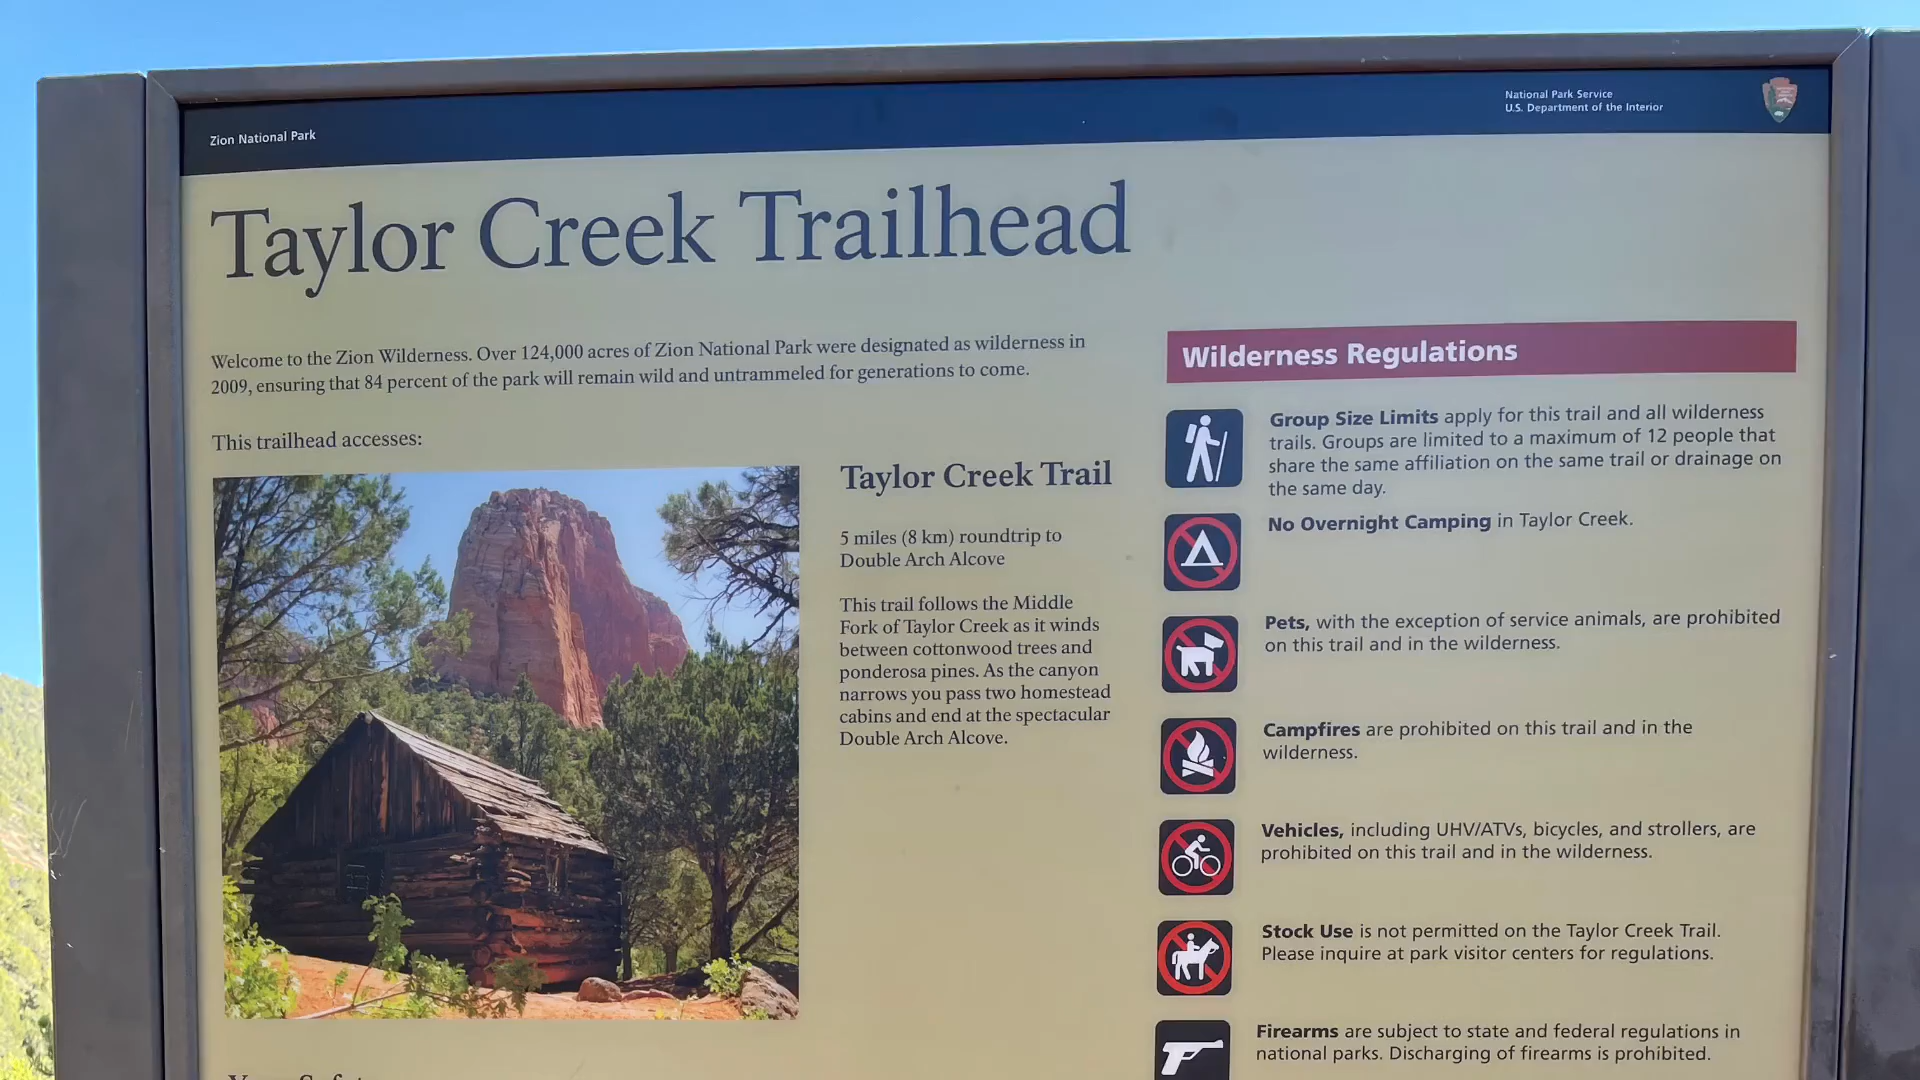 Zion National Park
National Park Service
U.S. Department of the Interior
Taylor Creek Trailhead
Welcome to the Zion Wilderness. Over 124,000 acres of Zion National Park were designated as wilderness in
2009, ensuring that 84 percent of the park will remain wild and untrammeled for generations to come.
This trailhead accesses:
Taylor Creek Trail
5 miles (8 km) roundtrip to
Double Arch Alcove
This trail follows the Middle
Fork of Taylor Creek as it winds
between cottonwood trees and
ponderosa pines. As the canyon
narrows you pass two homestead
cabins and end at the spectacular
Double Arch Alcove.
Wilderness Regulations
Group Size Limits apply for this trail and all wilderness
trails. Groups are limited to a maximum of 12 people that
share the same affiliation on the same trail or drainage on
the same day.
No Overnight Camping in Taylor Creek.
Pets, with the exception of service animals, are prohibited
on this trail and in the wilderness.
Campfires are prohibited on this trail and in the
wilderness.
Vehicles, including UHV/ATVs, bicycles, and strollers, are
prohibited on this trail and in the wilderness.
Stock Use is not permitted on the Taylor Creek Trail.
Please inquire at park visitor centers for regulations.
Firearms are subject to state and federal regulations in
national parks. Discharging of firearms is prohibited.